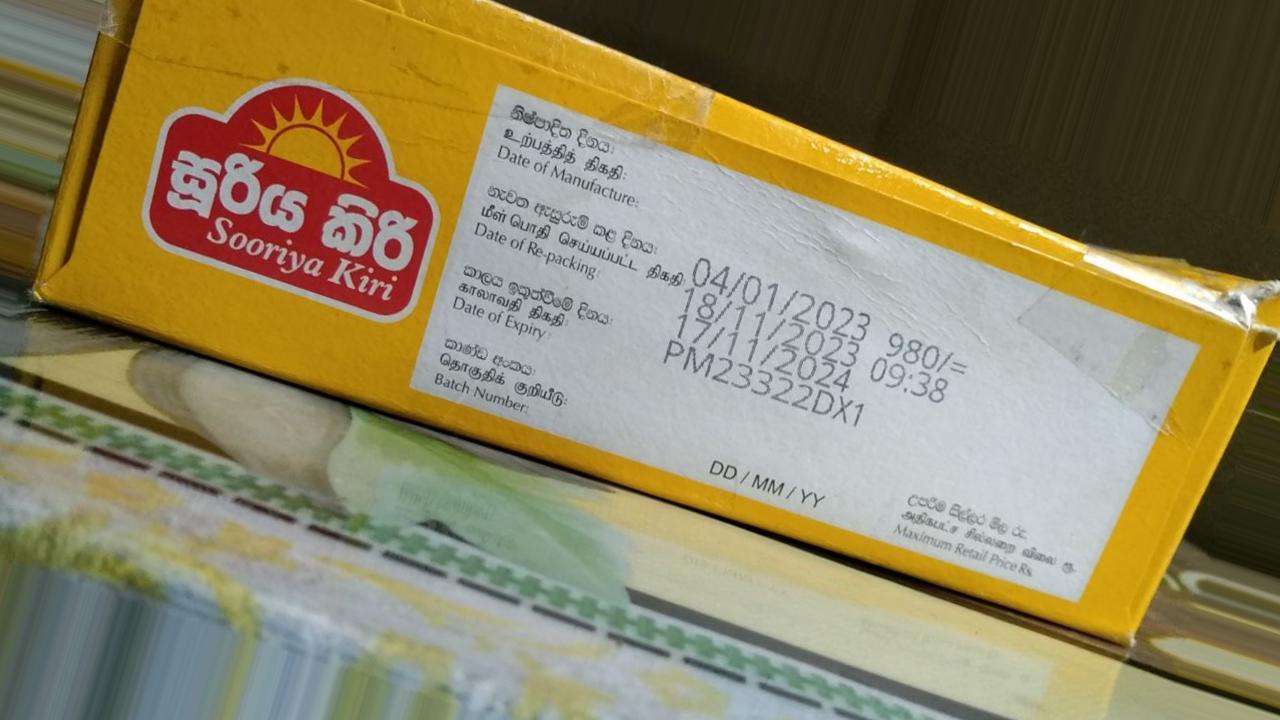 සූරිය කිරි
Sooriya Kiri
නිෂ්පාදිත දිනය:
உற்பத்தித் திகதி:
Date of Manufacture:
නැවත ඇසුරුම් කල දිනය:
மீள் பொதி செய்யப்பட்ட திகதி:
Date of Re-packing:
කාලය ඉකුත්වීමේ දිනය:
காலாவதி திகதி:
Date of Expiry:
කාණ්ඩ අංකය:
தொகுதிக் குறியீடு:
Batch Number:
04/01/2023 980/=
18/11/2023 09:38
17/11/2024
PM23322DX1
DD / MM / YY
උපරිම සිල්ලර මිල රු.
அதிகபட்ச சில்லறை விலை ரூ.
Maximum Retail Price Rs.